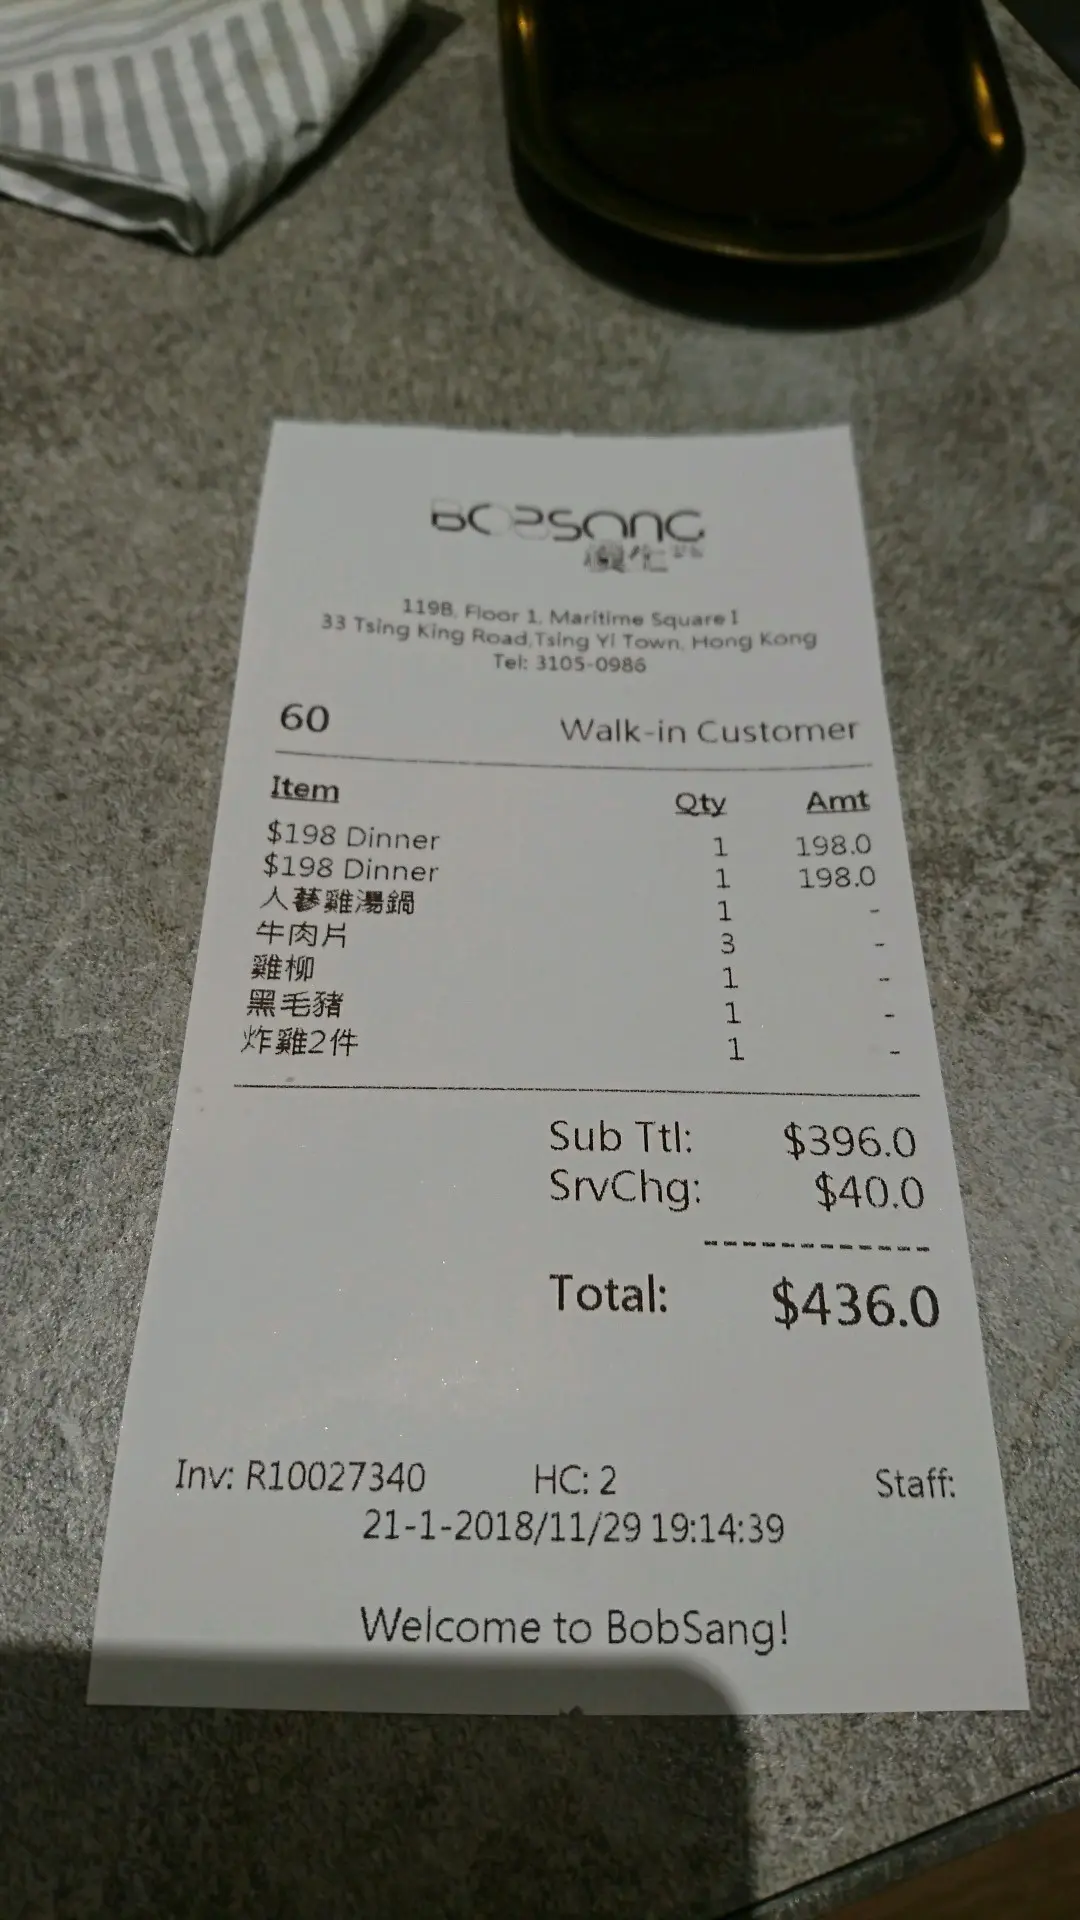 BOBSANG
119B, Floor 1, Maritime Square 1
33 Tsing King Road,Tsing Yi Town, Hong Kong
Tel: 3105-0986
60 Walk-in Customer
Item Qty Amt
$198 Dinner 1 198.0
$198 Dinner 1 198.0
人蔘雞湯鍋 1 -
牛肉片 3 -
雞柳 1 -
黑毛豬 1 -
炸雞2件 1 -
Sub Ttl: $396.0
SrvChg: $40.0
------------
Total: $436.0
Inv: R10027340 HC: 2 Staff:
21-1-2018/11/29 19:14:39
Welcome to BobSang!